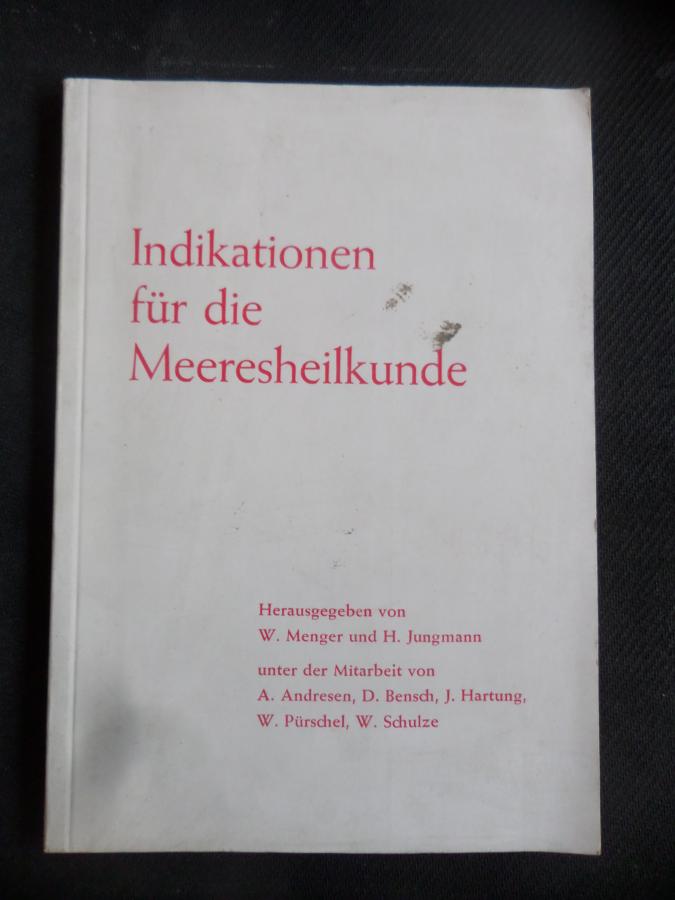 Indikationen
für die
Meeresheilkunde
Herausgegeben von
W. Menger und H. Jungmann
unter der Mitarbeit von
A. Andresen, D. Bensch, J. Hartung,
W. Pürschel, W. Schulze